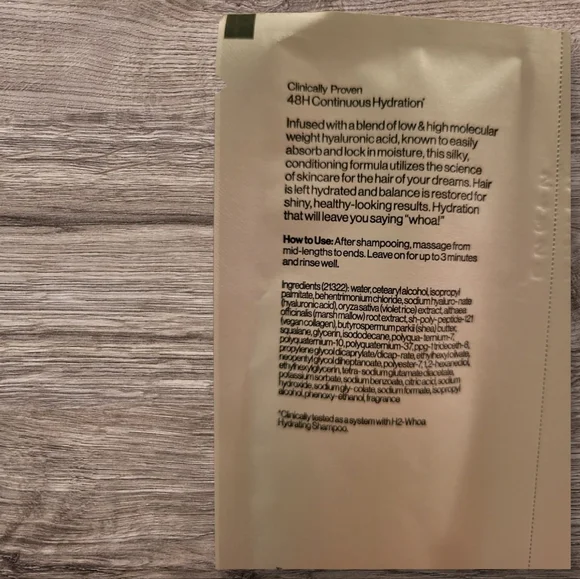 Clinically Proven
48H Continuous Hydration*
Infused with a blend of low & high molecular
weight hyaluronic acid, known to easily
absorb and lock in moisture, this silky,
conditioning formula utilizes the science
of skincare for the hair of your dreams. Hair
is left hydrated and balance is restored for
shiny, healthy-looking results. Hydration
that will leave you saying "whoa!"
How to Use: After shampooing, massage from
mid-lengths to ends. Leave on for up to 3 minutes
and rinse well.
Ingredients (21322): water, cetearyl alcohol, isopropyl
palmitate, behentrimonium chloride, sodium hyaluro-nate
(hyaluronic acid), oryza sativa (violet rice) extract, althaea
officinalis (marsh mallow) root extract, sh-poly-peptide-121
(vegan collagen), butyrospermum parkii (shea) butter,
squalane, glycerin, isododecane, polyqua-ternium-7,
polyquaternium-10, polyquaternium-37, ppg-1 trideceth-6,
propylene glycol dicaprylate/dicap-rate, ethylhexyl olivate,
neopentyl glycol diheptanoate, polyester-7, 1,2-hexanediol,
ethylhexylglycerin, tetra-sodium glutamate diacetate,
potassium sorbate, sodium benzoate, citric acid, sodium
hydroxide, sodium gly-colate, sodium formate, isopropyl
alcohol, phenoxy-ethanol, fragrance
*Clinically tested as a system with H2-Whoa
Hydrating Shampoo.